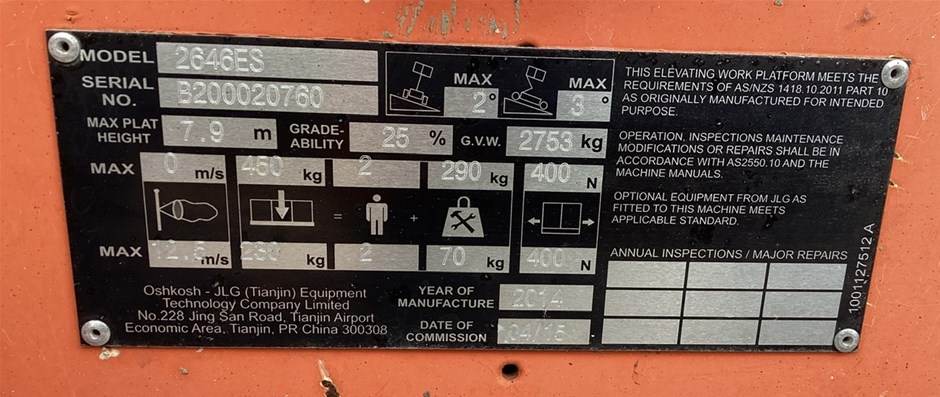 MODEL 2646ES
SERIAL NO. B200020760
MAX PLAT HEIGHT 7.9 m GRADE-ABILITY 25 % G.V.W. 2753 kg
MAX 2° MAX 3°
MAX 0 m/s 450 kg 2 290 kg 400 N
= +
MAX 12.5 m/s 230 kg 2 70 kg 400 N
Oshkosh - JLG (Tianjin) Equipment
Technology Company Limited
No.228 Jing San Road, Tianjin Airport
Economic Area, Tianjin, PR China 300308
YEAR OF MANUFACTURE 2014
DATE OF COMMISSION 04/15
THIS ELEVATING WORK PLATFORM MEETS THE
REQUIREMENTS OF AS/NZS 1418.10.2011 PART 10
AS ORIGINALLY MANUFACTURED FOR INTENDED
PURPOSE.
OPERATION, INSPECTIONS MAINTENANCE
MODIFICATIONS OR REPAIRS SHALL BE IN
ACCORDANCE WITH AS2550.10 AND THE
MACHINE MANUALS.
OPTIONAL EQUIPMENT FROM JLG AS
FITTED TO THIS MACHINE MEETS
APPLICABLE STANDARD.
ANNUAL INSPECTIONS / MAJOR REPAIRS
1001127512 A